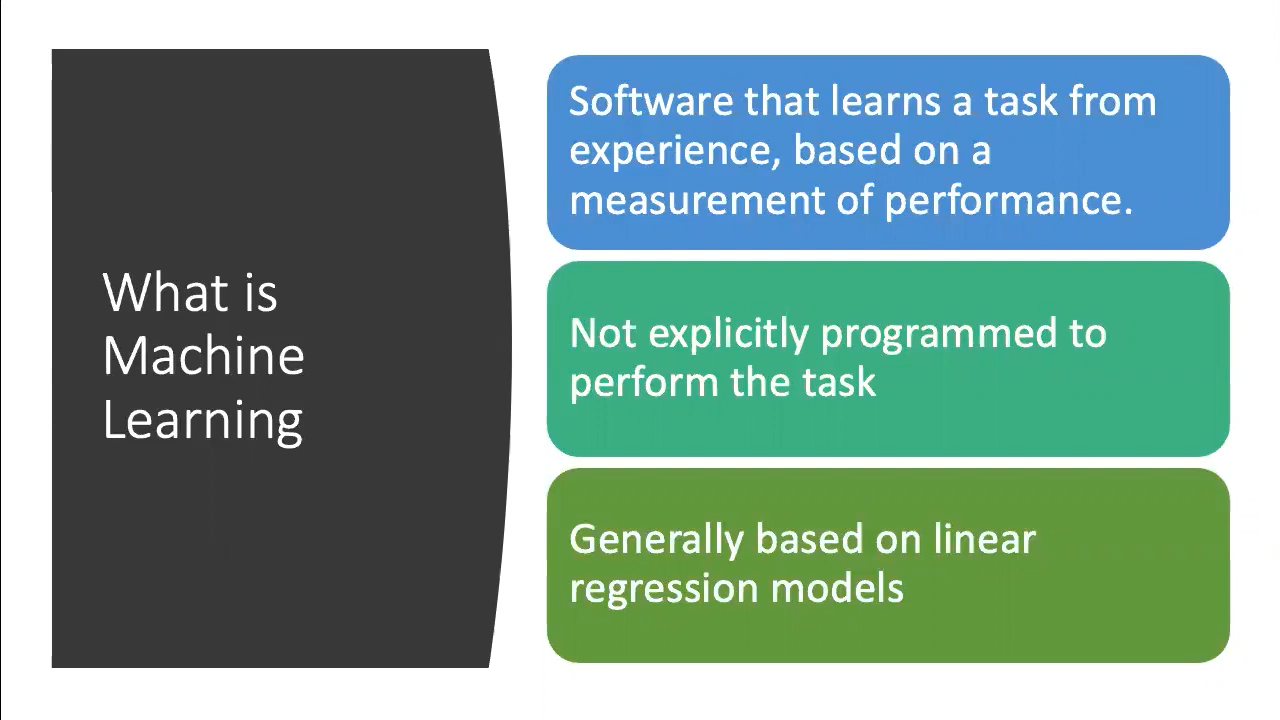 What is
Machine
Learning
Software that learns a task from
experience, based on a
measurement of performance.
Not explicitly programmed to
perform the task
Generally based on linear
regression models